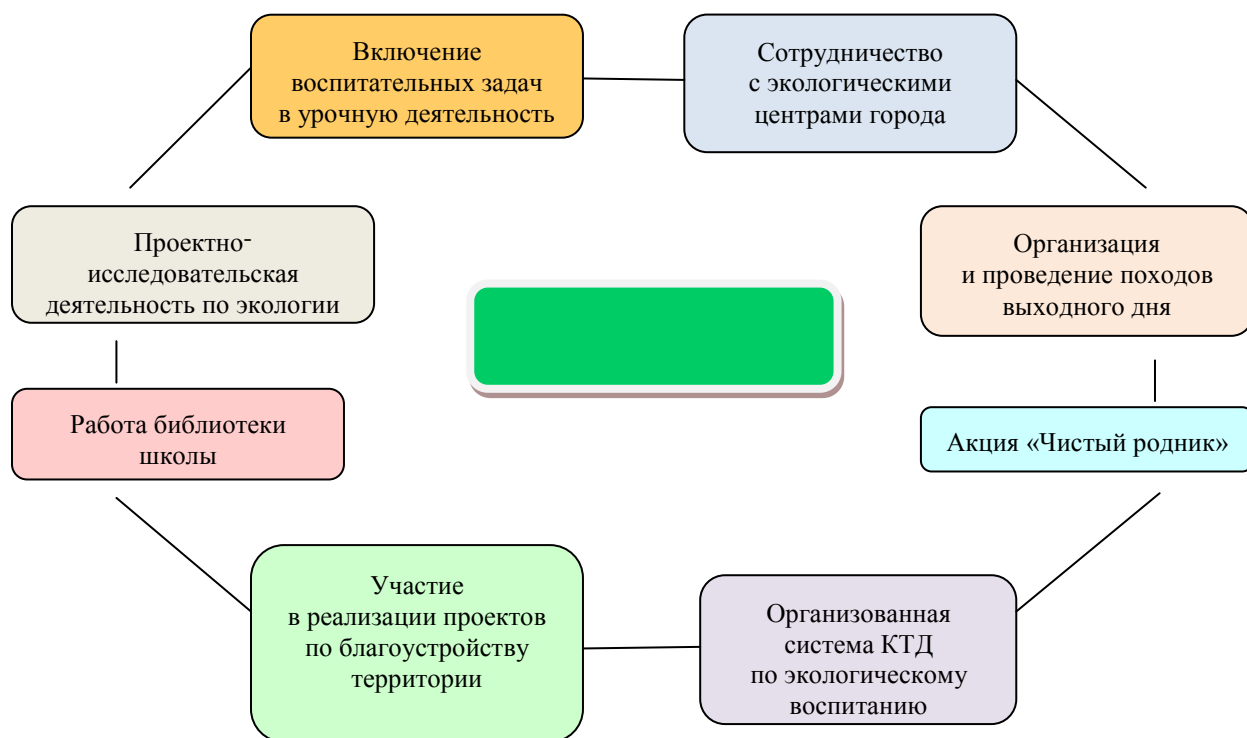 Включение
воспитательных задач
в урочную деятельность
Сотрудничество
с экологическими
центрами города
Проектно-
исследовательская
деятельность по экологии
Организация
и проведение походов
выходного дня
Работа библиотеки
школы
Акция «Чистый родник»
Участие
в реализации проектов
по благоустройству
территории
Организованная
система КТД
по экологическому
воспитанию